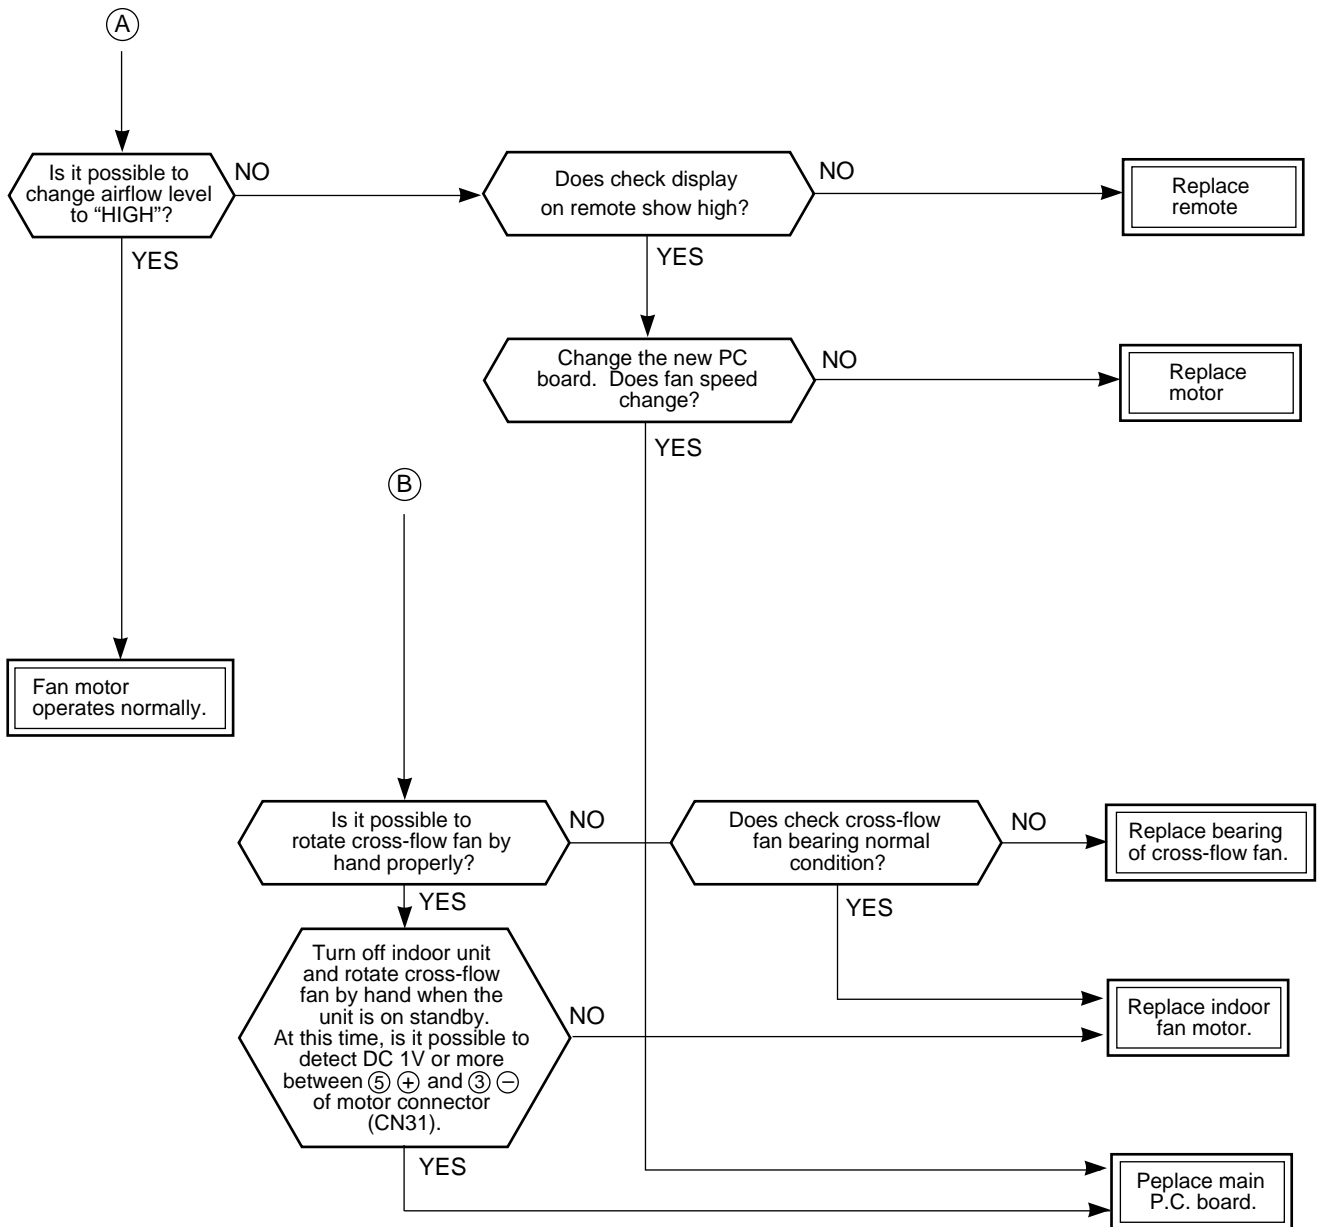 A
Is it possible to
change airflow level
to “HIGH”?
NO
YES
Does check display
on remote show high?
NO
YES
Replace
remote
Change the new PC
board.  Does fan speed
change?
NO
YES
Replace
motor
B
Fan motor
operates normally.
Is it possible to
rotate cross-flow fan by
hand properly?
NO
YES
Does check cross-flow
fan bearing normal
condition?
NO
YES
Replace bearing
of cross-flow fan.
Turn off indoor unit
and rotate cross-flow
fan by hand when the
unit is on standby.
At this time, is it possible to
detect DC 1V or more
between ⑤ ⊕ and ③ ⊖
of motor connector
(CN31).
NO
YES
Replace indoor
fan motor.
Peplace main
P.C. board.